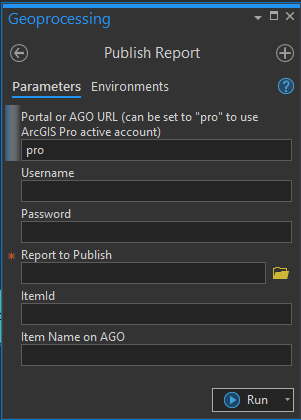 Geoprocessing
Publish Report
Parameters Environments
Portal or AGO URL (can be set to "pro" to use
ArcGIS Pro active account)
pro
Username
Password
* Report to Publish
ItemId
Item Name on AGO
Run